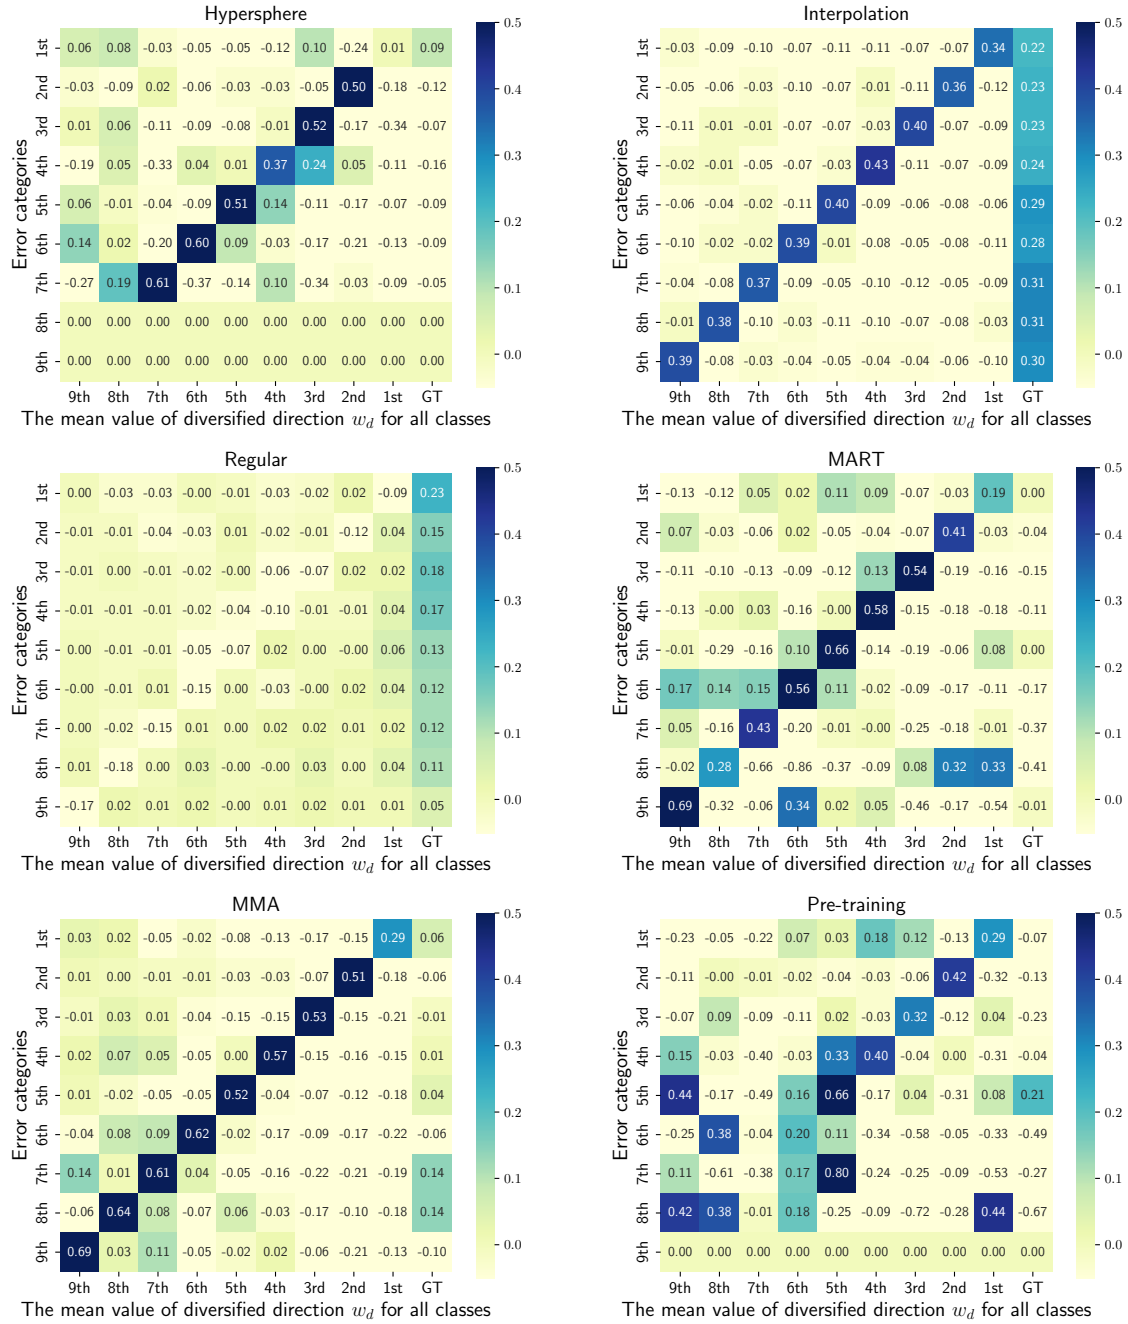 Hypersphere
Error categories
1st 0.06 0.08 -0.03 -0.05 -0.05 -0.12 0.10 -0.24 0.01 0.09
2nd -0.03 -0.09 0.02 -0.06 -0.03 -0.03 -0.05 0.50 -0.18 -0.12
3rd 0.01 0.06 -0.11 -0.09 -0.08 -0.01 0.52 -0.17 -0.34 -0.07
4th -0.19 0.05 -0.33 0.04 0.01 0.37 0.24 0.05 -0.11 -0.16
5th 0.06 -0.01 -0.04 -0.09 0.51 0.14 -0.11 -0.17 -0.07 -0.09
6th 0.14 0.02 -0.20 0.60 0.09 -0.03 -0.17 -0.21 -0.13 -0.09
7th -0.27 0.19 0.61 -0.37 -0.14 0.10 -0.34 -0.03 -0.09 -0.05
8th 0.00 0.00 0.00 0.00 0.00 0.00 0.00 0.00 0.00 0.00
9th 0.00 0.00 0.00 0.00 0.00 0.00 0.00 0.00 0.00 0.00
9th 8th 7th 6th 5th 4th 3rd 2nd 1st GT
The mean value of diversified direction w_d for all classes
0.5
0.4
0.3
0.2
0.1
0.0
Interpolation
Error categories
1st -0.03 -0.09 -0.10 -0.07 -0.11 -0.11 -0.07 -0.07 0.34 0.22
2nd -0.05 -0.06 -0.03 -0.10 -0.07 -0.01 -0.11 0.36 -0.12 0.23
3rd -0.11 -0.01 -0.01 -0.07 -0.07 -0.03 0.40 -0.07 -0.09 0.23
4th -0.02 -0.01 -0.05 -0.07 -0.03 0.43 -0.11 -0.07 -0.09 0.24
5th -0.06 -0.04 -0.02 -0.11 0.40 -0.09 -0.06 -0.08 -0.06 0.29
6th -0.10 -0.02 -0.02 0.39 -0.01 -0.08 -0.05 -0.08 -0.11 0.28
7th -0.04 -0.08 0.37 -0.09 -0.05 -0.10 -0.12 -0.05 -0.09 0.31
8th -0.01 0.38 -0.10 -0.03 -0.11 -0.10 -0.07 -0.08 -0.03 0.31
9th 0.39 -0.08 -0.03 -0.04 -0.05 -0.04 -0.04 -0.06 -0.10 0.30
9th 8th 7th 6th 5th 4th 3rd 2nd 1st GT
The mean value of diversified direction w_d for all classes
0.5
0.4
0.3
0.2
0.1
0.0
Regular
Error categories
1st 0.00 -0.03 -0.03 -0.00 -0.01 -0.03 -0.02 0.02 -0.09 0.23
2nd -0.01 -0.01 -0.04 -0.03 0.01 -0.02 -0.01 -0.12 0.04 0.15
3rd -0.01 0.00 -0.01 -0.02 -0.00 -0.06 -0.07 0.02 0.02 0.18
4th -0.01 -0.01 -0.01 -0.02 -0.04 -0.10 -0.01 -0.01 0.04 0.17
5th 0.00 -0.01 -0.01 -0.05 -0.07 0.02 0.00 -0.00 0.06 0.13
6th -0.00 -0.01 0.01 -0.15 0.00 -0.03 -0.00 0.02 0.04 0.12
7th 0.00 -0.02 -0.15 0.01 0.00 0.02 0.02 0.01 0.02 0.12
8th 0.01 -0.18 0.00 0.03 -0.00 -0.00 0.03 0.00 0.04 0.11
9th -0.17 0.02 0.01 0.02 -0.00 0.01 0.02 0.01 0.01 0.05
9th 8th 7th 6th 5th 4th 3rd 2nd 1st GT
The mean value of diversified direction w_d for all classes
0.5
0.4
0.3
0.2
0.1
0.0
MART
Error categories
1st -0.13 -0.12 0.05 0.02 0.11 0.09 -0.07 -0.03 0.19 0.00
2nd 0.07 -0.03 -0.06 0.02 -0.05 -0.04 -0.07 0.41 -0.03 -0.04
3rd -0.11 -0.10 -0.13 -0.09 -0.12 0.13 0.54 -0.19 -0.16 -0.15
4th -0.13 -0.00 0.03 -0.16 -0.00 0.58 -0.15 -0.18 -0.18 -0.11
5th -0.01 -0.29 -0.16 0.10 0.66 -0.14 -0.19 -0.06 0.08 0.00
6th 0.17 0.14 0.15 0.56 0.11 -0.02 -0.09 -0.17 -0.11 -0.17
7th 0.05 -0.16 0.43 -0.20 -0.01 -0.00 -0.25 -0.18 -0.01 -0.37
8th -0.02 0.28 -0.66 -0.86 -0.37 -0.09 0.08 0.32 0.33 -0.41
9th 0.69 -0.32 -0.06 0.34 0.02 0.05 -0.46 -0.17 -0.54 -0.01
9th 8th 7th 6th 5th 4th 3rd 2nd 1st GT
The mean value of diversified direction w_d for all classes
0.5
0.4
0.3
0.2
0.1
0.0
MMA
Error categories
1st 0.03 0.02 -0.05 -0.02 -0.08 -0.13 -0.17 -0.15 0.29 0.06
2nd 0.01 0.00 -0.01 -0.01 -0.03 -0.03 -0.07 0.51 -0.18 -0.06
3rd -0.01 0.03 0.01 -0.04 -0.15 -0.15 0.53 -0.15 -0.21 -0.01
4th 0.02 0.07 0.05 -0.05 0.00 0.57 -0.15 -0.16 -0.15 0.01
5th 0.01 -0.02 -0.05 -0.05 0.52 -0.04 -0.07 -0.12 -0.18 0.04
6th -0.04 0.08 0.09 0.62 -0.02 -0.17 -0.09 -0.17 -0.22 -0.06
7th 0.14 0.01 0.61 0.04 -0.05 -0.16 -0.22 -0.21 -0.19 0.14
8th -0.06 0.64 0.08 -0.07 0.06 -0.03 -0.02 -0.10 -0.18 0.14
9th 0.69 0.03 0.11 -0.05 -0.02 0.02 -0.06 -0.21 -0.13 -0.10
9th 8th 7th 6th 5th 4th 3rd 2nd 1st GT
The mean value of diversified direction w_d for all classes
0.5
0.4
0.3
0.2
0.1
0.0
Pre-training
Error categories
1st -0.23 -0.05 -0.22 0.07 0.03 0.18 0.12 -0.13 0.29 -0.07
2nd -0.11 -0.00 -0.01 -0.02 -0.04 -0.03 -0.06 0.42 -0.32 -0.13
3rd -0.07 0.09 -0.09 -0.11 0.02 -0.03 0.32 -0.12 0.04 -0.23
4th 0.15 -0.03 -0.40 -0.03 0.33 0.40 -0.04 0.00 -0.31 -0.04
5th 0.44 -0.17 -0.49 0.16 0.66 -0.17 0.04 -0.31 0.08 0.21
6th -0.25 0.38 -0.04 0.20 0.11 -0.34 -0.58 -0.05 -0.33 -0.49
7th 0.11 -0.61 -0.38 0.17 0.80 -0.24 -0.25 -0.09 -0.53 -0.27
8th 0.42 0.38 -0.01 0.18 -0.25 -0.09 -0.72 -0.28 0.44 -0.67
9th 0.00 0.00 0.00 0.00 0.00 0.00 0.00 0.00 0.00 0.00
9th 8th 7th 6th 5th 4th 3rd 2nd 1st GT
The mean value of diversified direction w_d for all classes
0.5
0.4
0.3
0.2
0.1
0.0